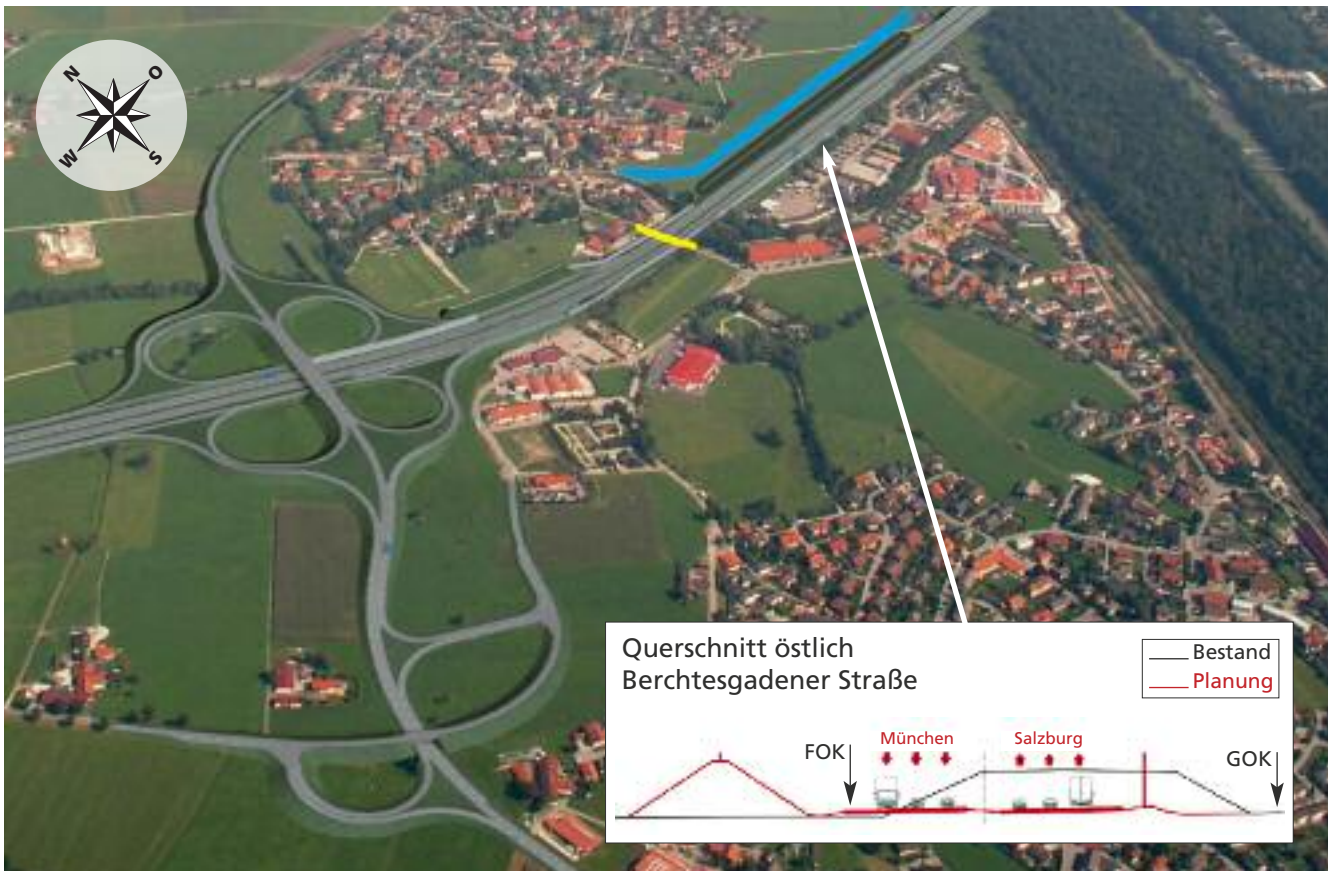 N
O
W
S
Querschnitt östlich
Berchtesgadener Straße
Bestand
Planung
FOK
München
Salzburg
GOK